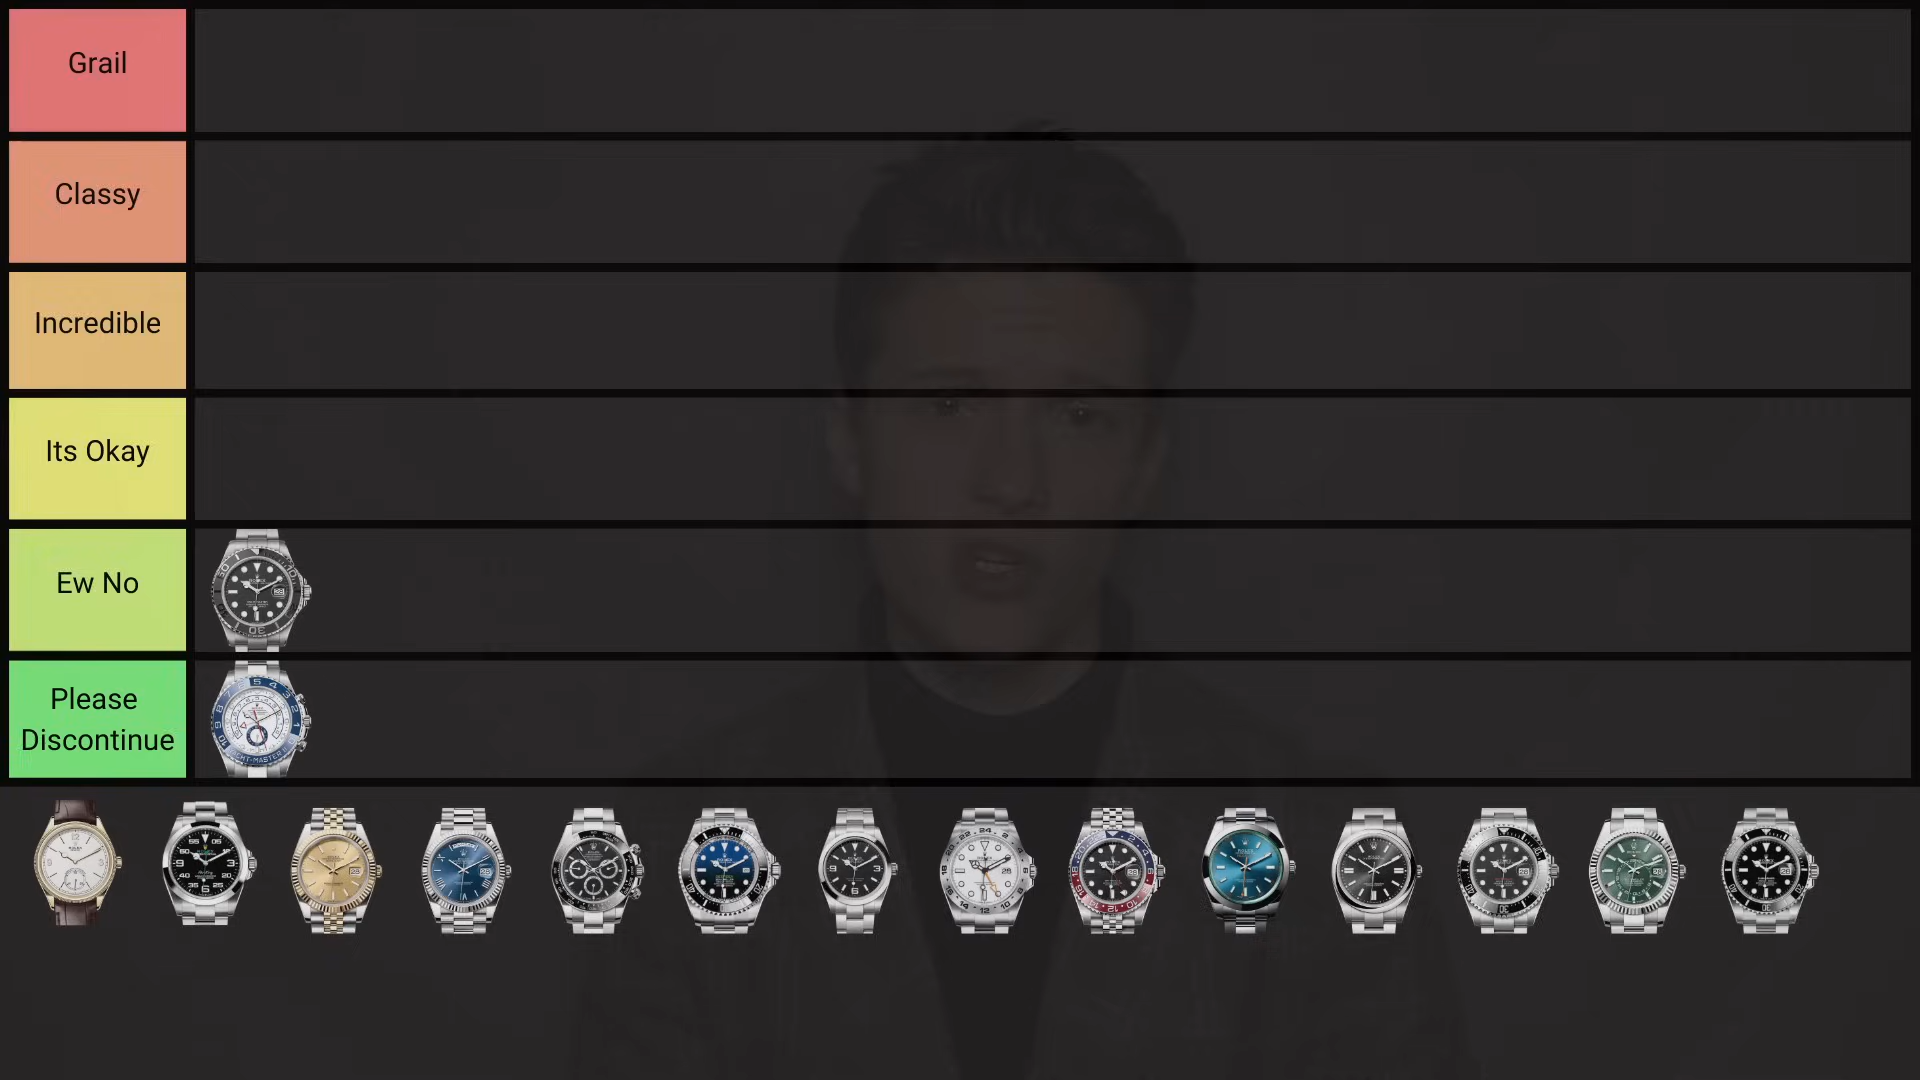 Grail
Classy
Incredible
Its Okay
Ew No
Please
Discontinue